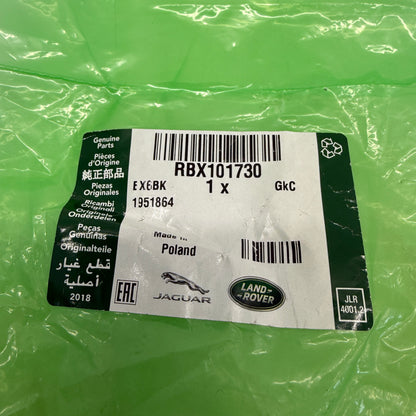 Genuine
Parts
Pièces
d'Origine
純正部品
Piezas
Originales
Ricambi
Originali
Originele
Onderdelen
Peças
Genuínas
Originalteile
قطع غيار
أصلية
2018
RBX101730
EX6BK 1 x GkC
1951864
Made in
Poland
EAC
JAGUAR
LAND-
ROVER
JLR
4001.2